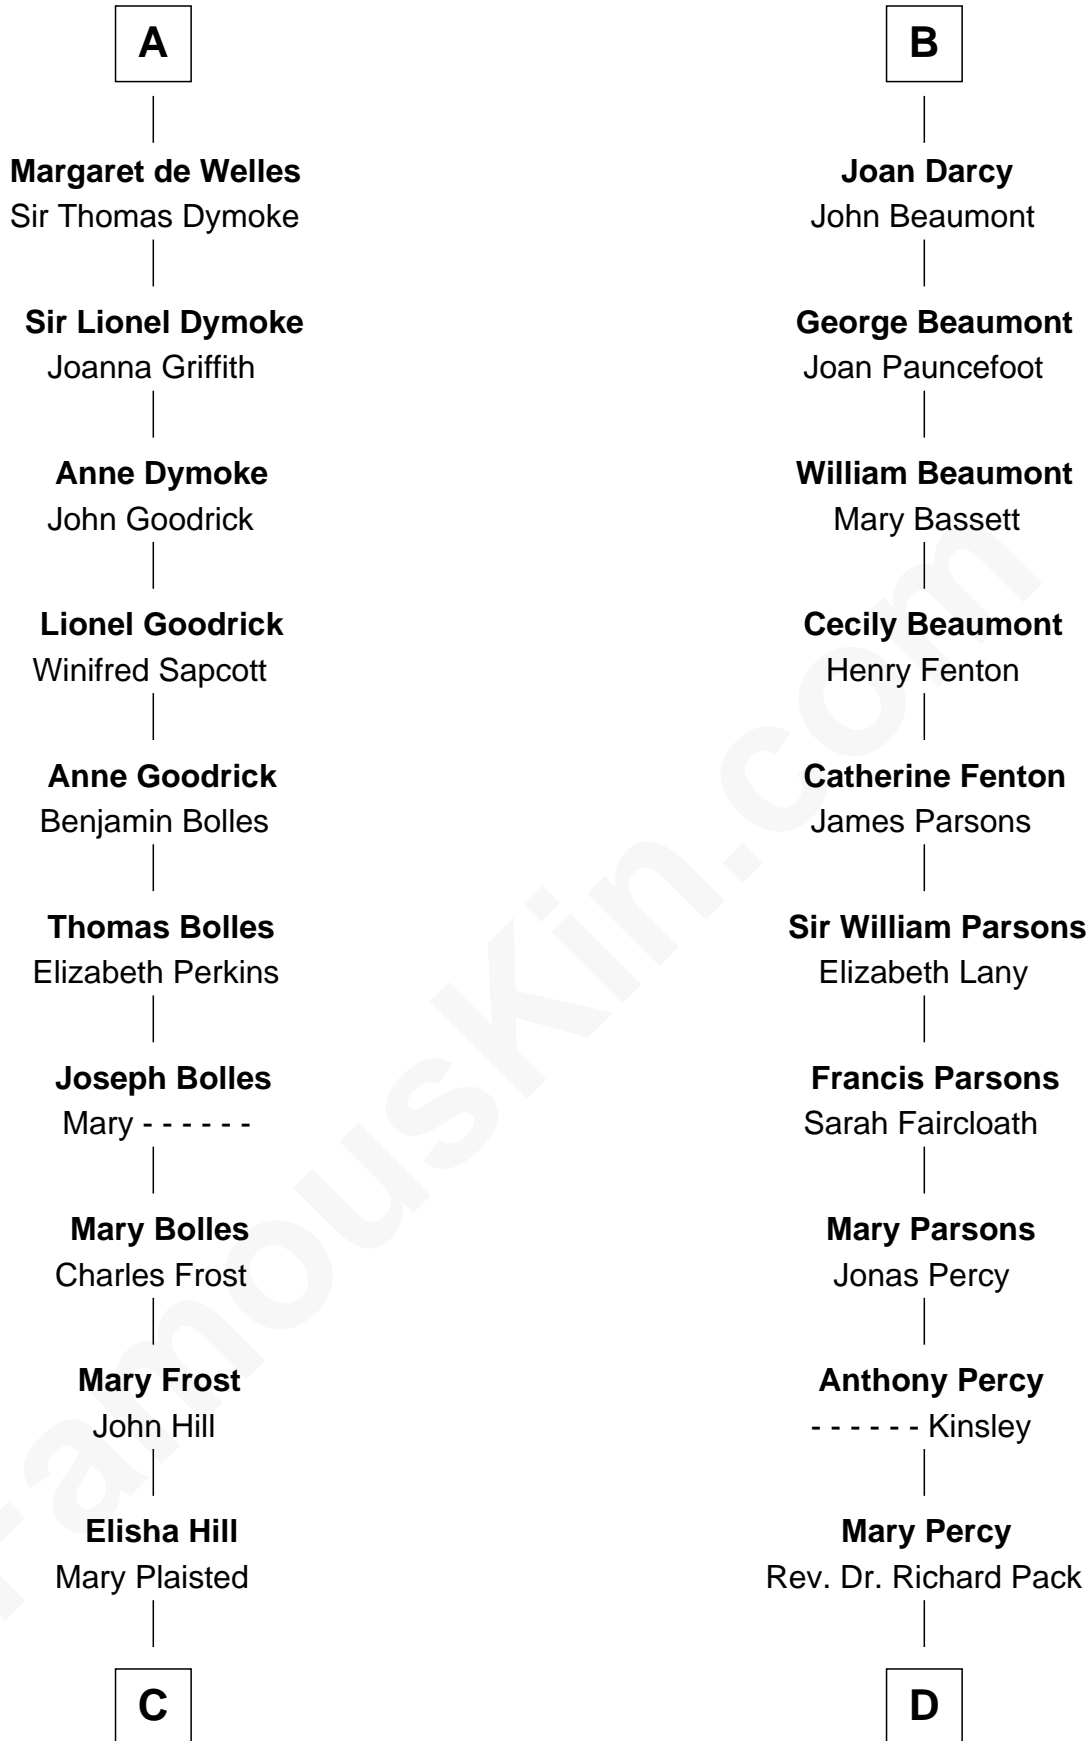 A
Margaret de Welles
Sir Thomas Dymoke
Sir Lionel Dymoke
Joanna Griffith
Anne Dymoke
John Goodrick
Lionel Goodrick
Winifred Sapcott
Anne Goodrick
Benjamin Bolles
Thomas Bolles
Elizabeth Perkins
Joseph Bolles
Mary - - - - - -
Mary Bolles
Charles Frost
Mary Frost
John Hill
Elisha Hill
Mary Plaisted
C
B
Joan Darcy
John Beaumont
George Beaumont
Joan Pauncefoot
William Beaumont
Mary Bassett
Cecily Beaumont
Henry Fenton
Catherine Fenton
James Parsons
Sir William Parsons
Elizabeth Lany
Francis Parsons
Sarah Faircloath
Mary Parsons
Jonas Percy
Anthony Percy
- - - - - - Kinsley
Mary Percy
Rev. Dr. Richard Pack
D
FamousKin.com